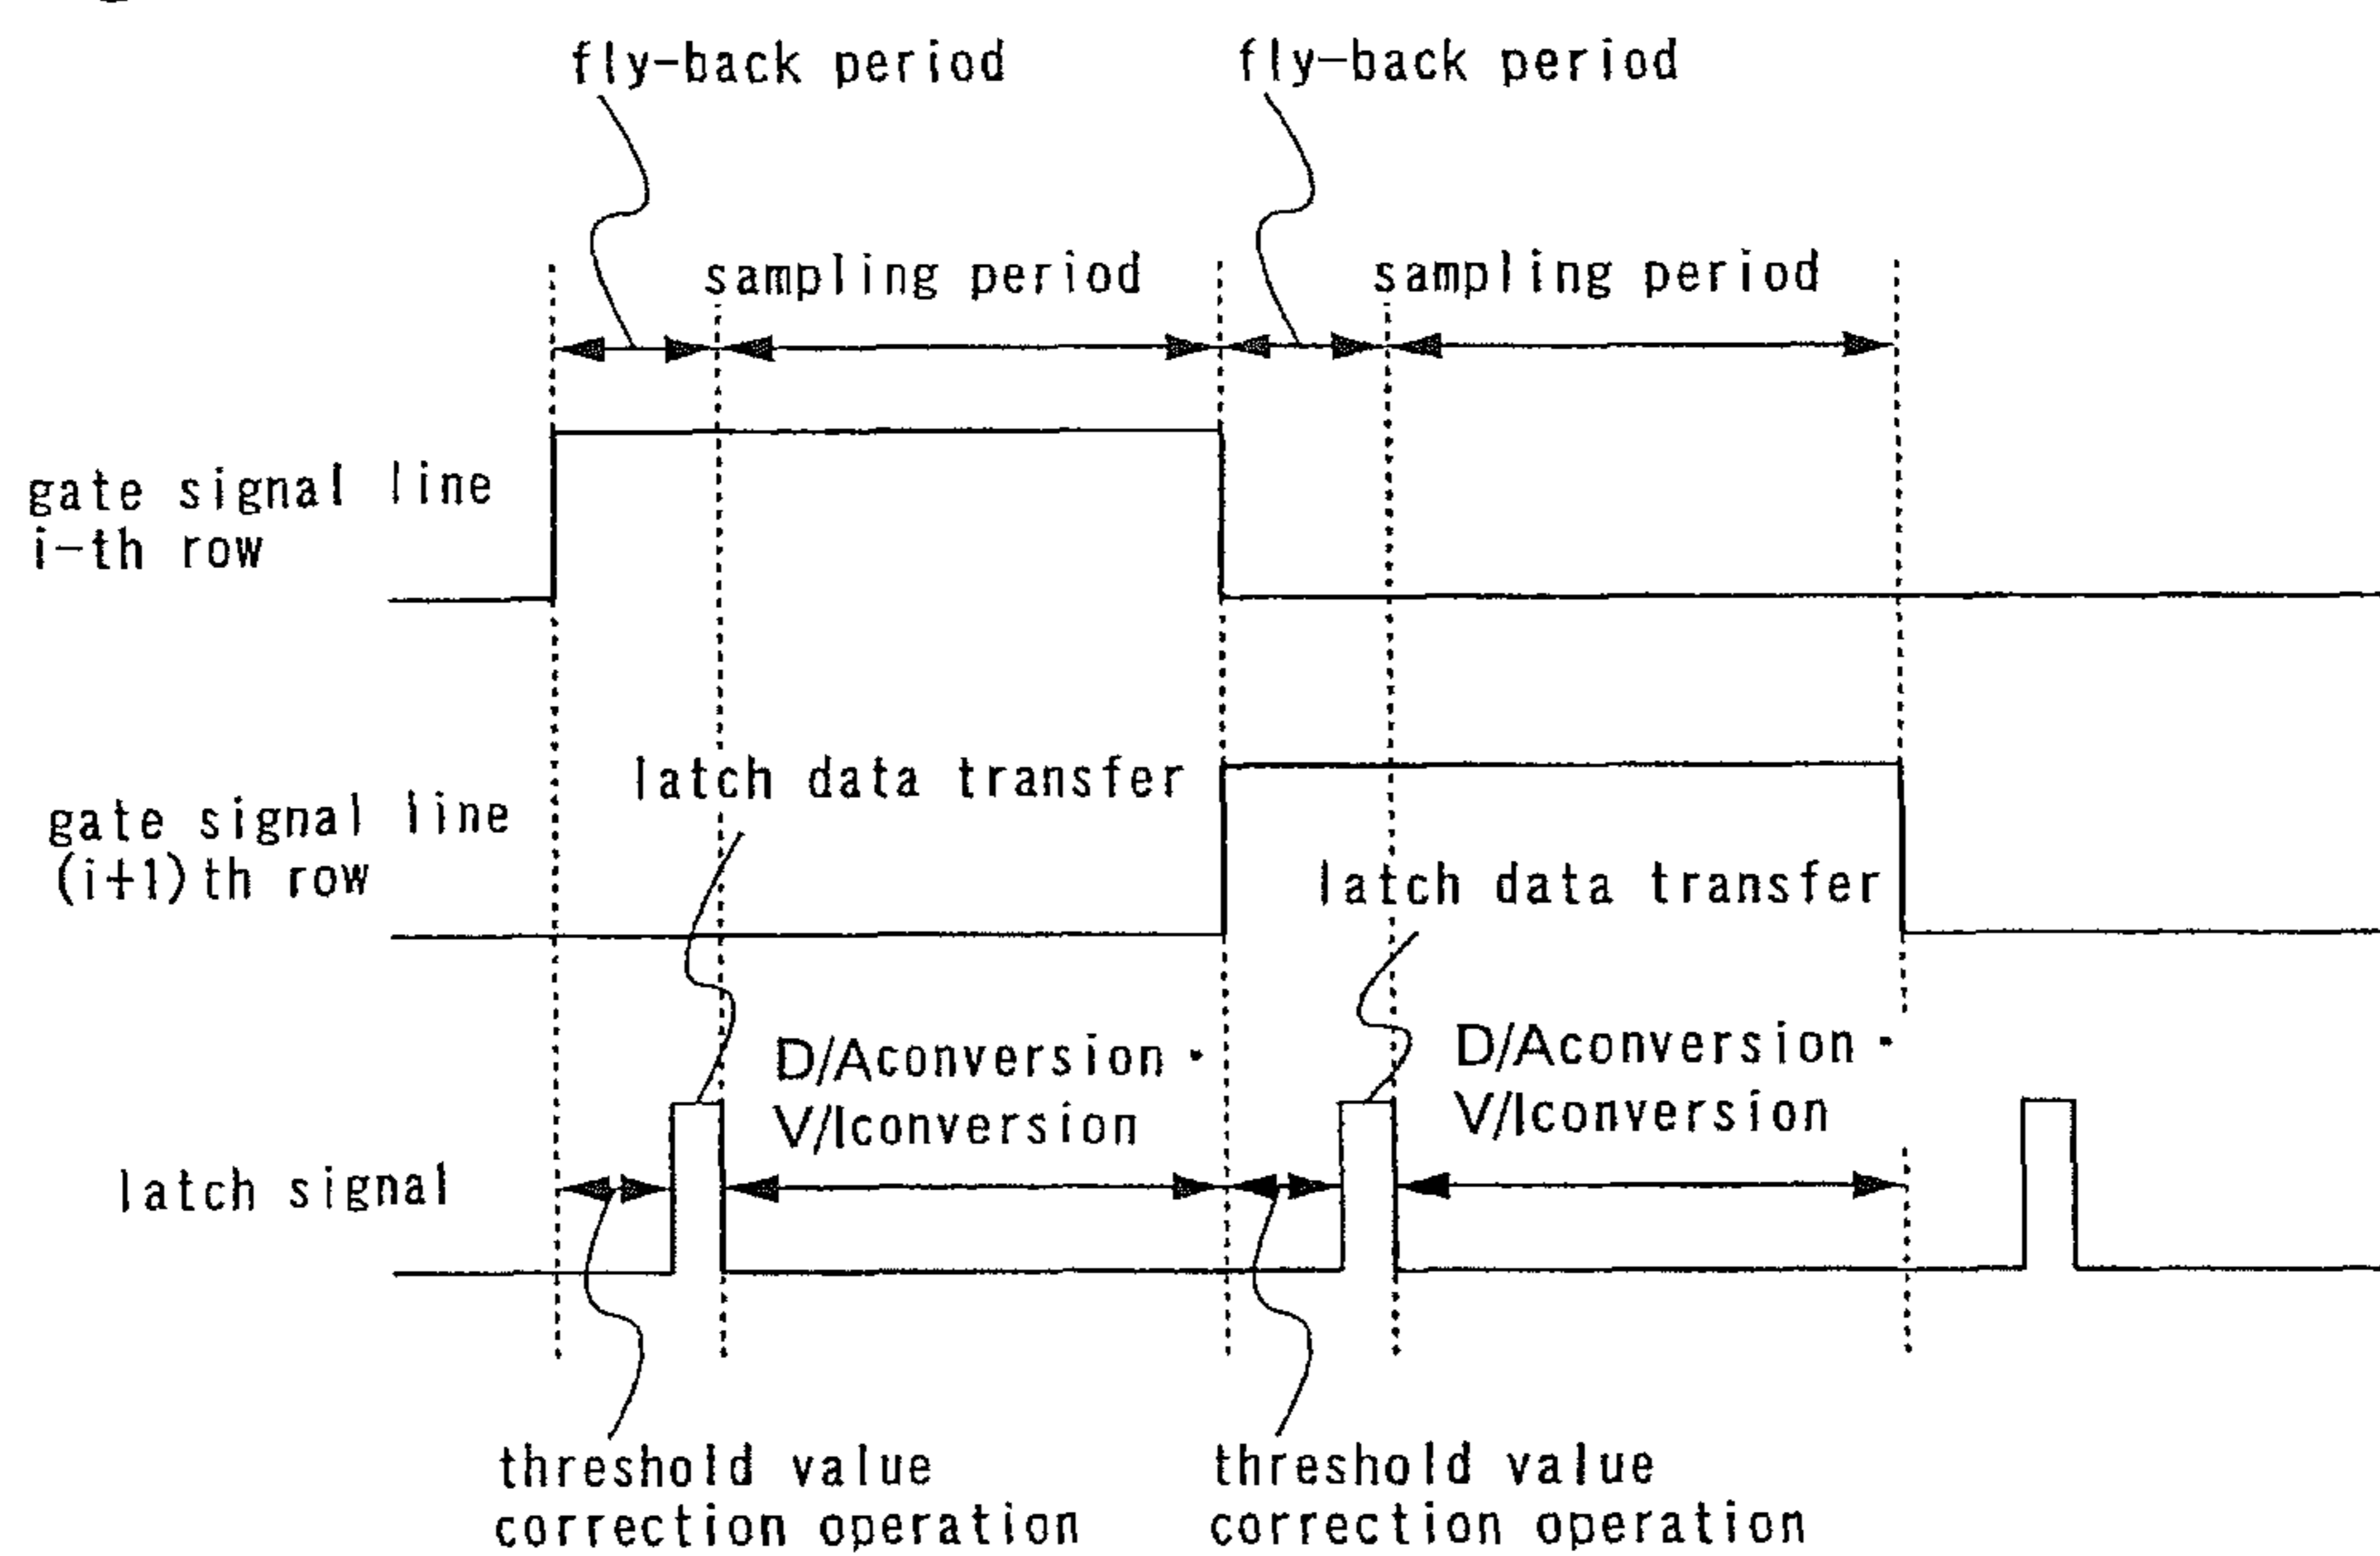 fly-back period
fly-back period
sampling period
sampling period
gate signal line
i-th row
latch data transfer
gate signal line
(i+1)th row
latch data transfer
D/Aconversion・
V/Iconversion
D/Aconversion・
V/Iconversion
latch signal
threshold value
correction operation
threshold value
correction operation